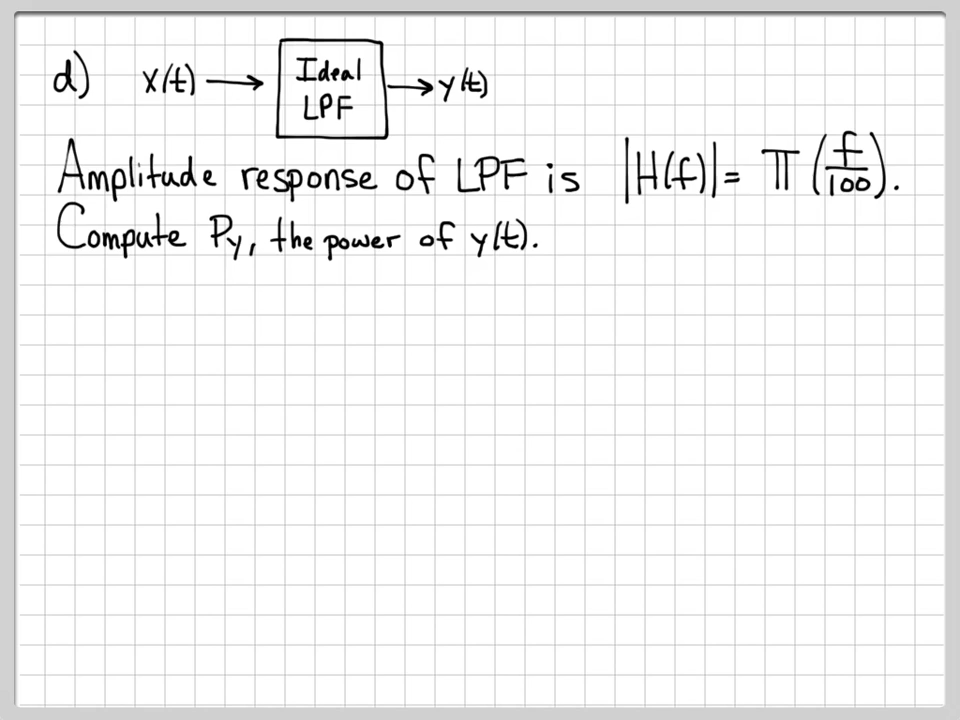 d) x(t) → Ideal LPF → y(t)
Amplitude response of LPF is |H(f)| = Π(f/100).
Compute Py, the power of y(t).